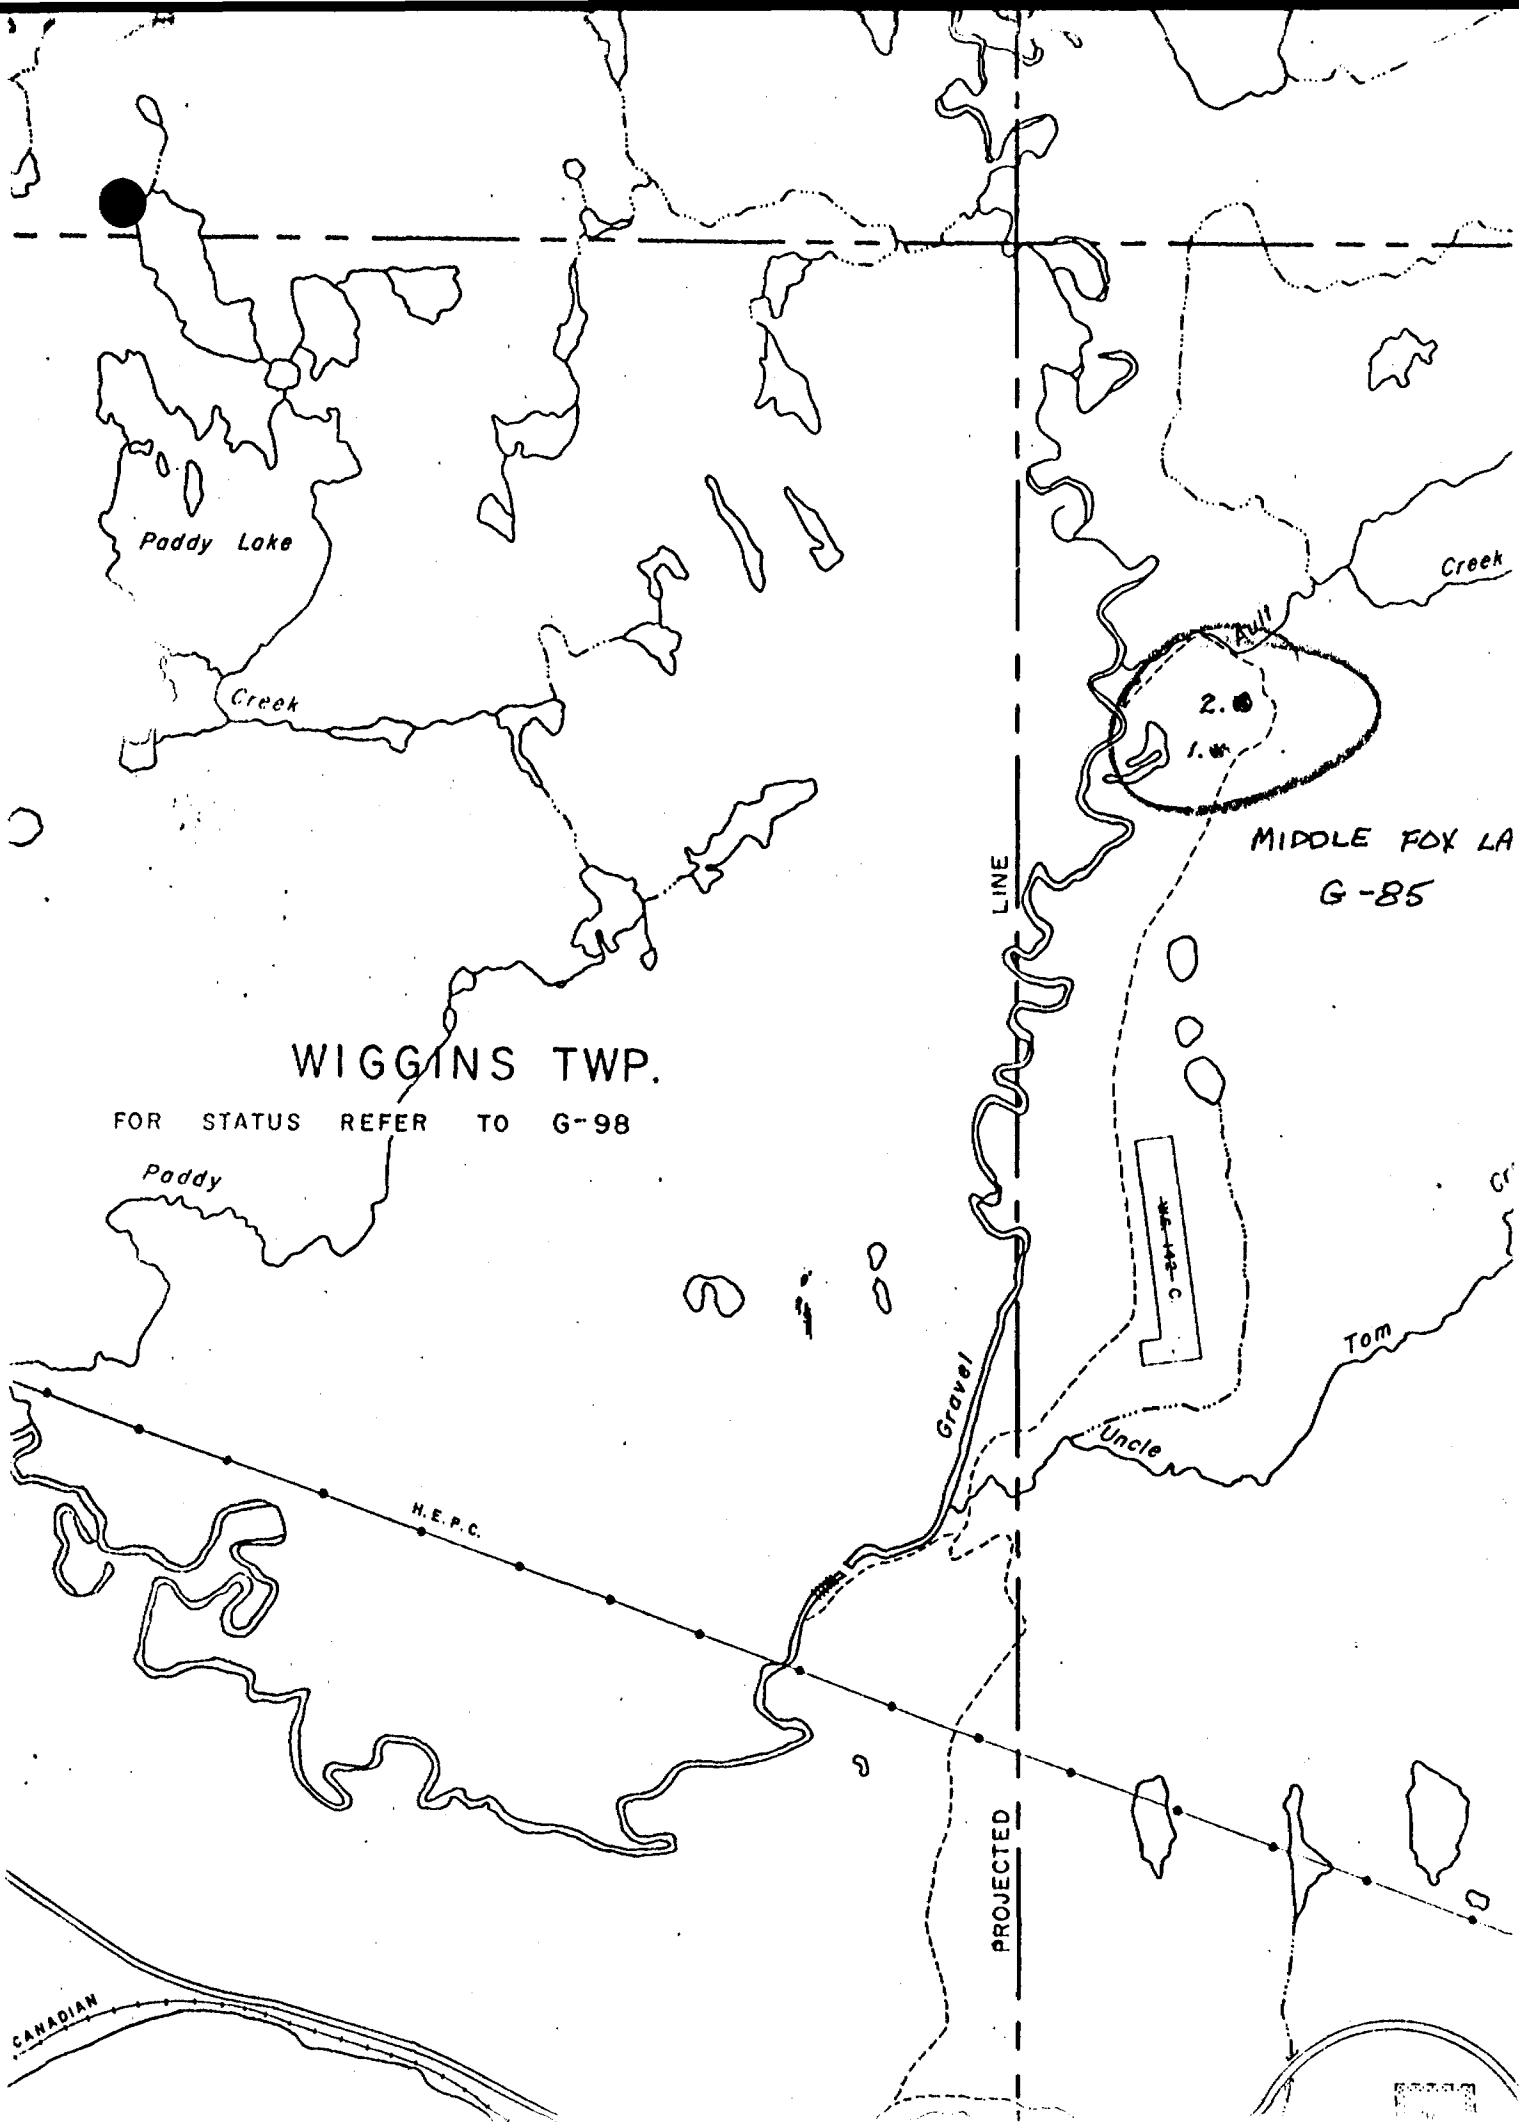 Paddy Lake
Creek
Ault
Creek
2.
1.
MIDDLE FOX LA
G-85
LINE
WIGGINS TWP.
FOR STATUS REFER TO G-98
Paddy
Gravel
Tom
Uncle
H.E.P.C.
PROJECTED
CANADIAN